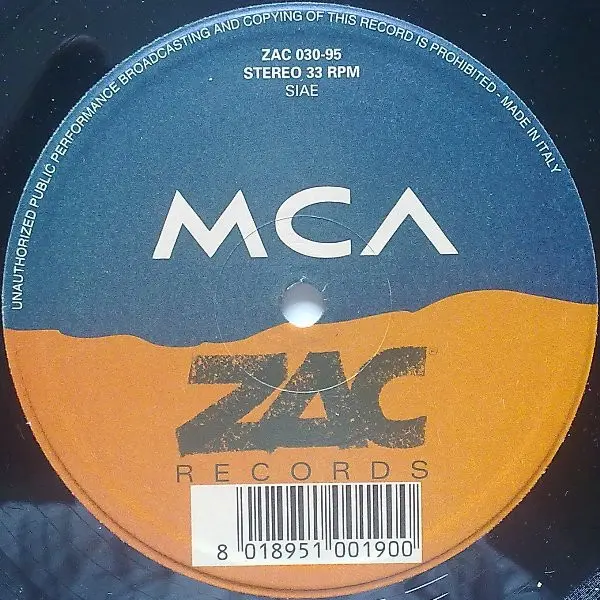 UNAUTHORIZED PUBLIC PERFORMANCE BROADCASTING AND COPYING OF THIS RECORD IS PROHIBITED - MADE IN ITALY
ZAC 030-95
STEREO 33 RPM
SIAE
MCA
ZAC
RECORDS
8 018951 001900